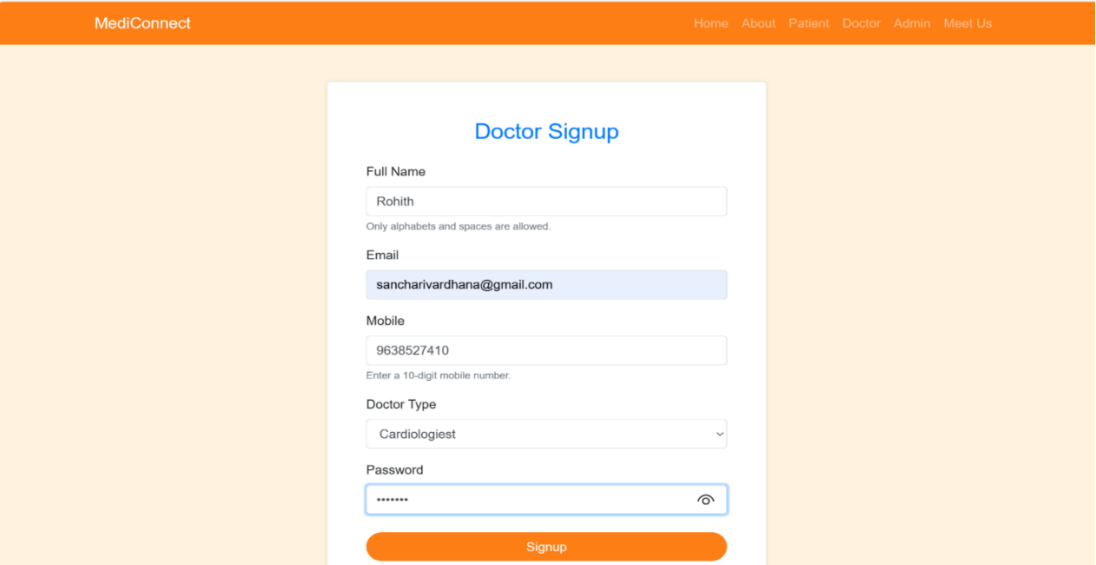 MediConnect
Home About Patient Doctor Admin Meet Us
Doctor Signup
Full Name
Rohith
Only alphabets and spaces are allowed.
Email
sancharivardhana@gmail.com
Mobile
9638527410
Enter a 10-digit mobile number.
Doctor Type
Cardiologiest
Password
•••••••
Signup